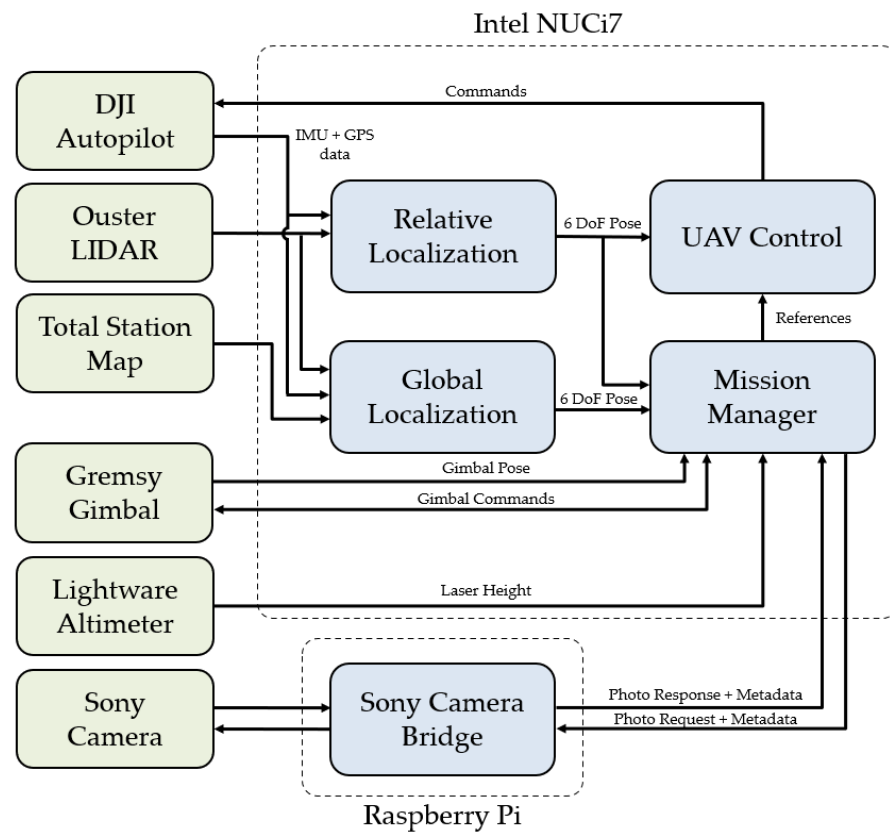 Intel NUCi7
DJI
Autopilot
Commands
IMU + GPS
data
Ouster
LIDAR
Relative
Localization
6 DoF Pose
UAV Control
Total Station
Map
References
Global
Localization
6 DoF Pose
Mission
Manager
Gremsy
Gimbal
Gimbal Pose
Gimbal Commands
Lightware
Altimeter
Laser Height
Sony
Camera
Sony Camera
Bridge
Photo Response + Metadata
Photo Request + Metadata
Raspberry Pi